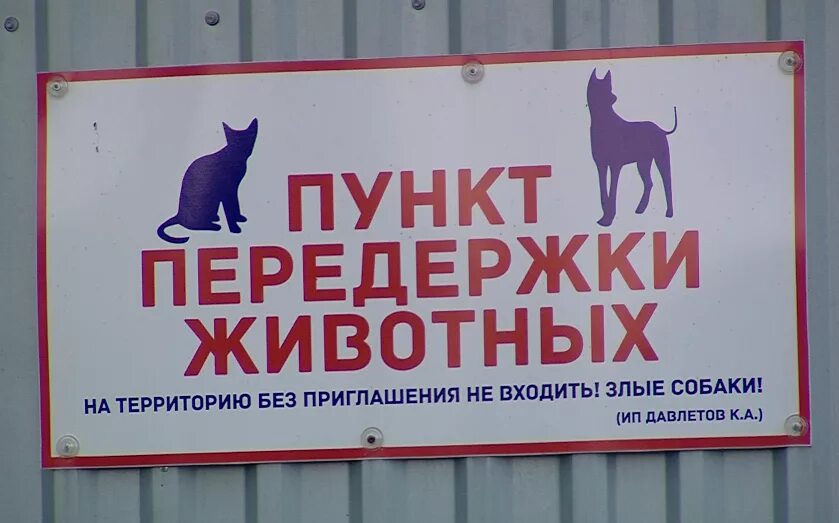 ПУНКТ
ПЕРЕДЕРЖКИ
ЖИВОТНЫХ
НА ТЕРРИТОРИЮ БЕЗ ПРИГЛАШЕНИЯ НЕ ВХОДИТЬ! ЗЛЫЕ СОБАКИ!
(ИП ДАВЛЕТОВ К.А.)